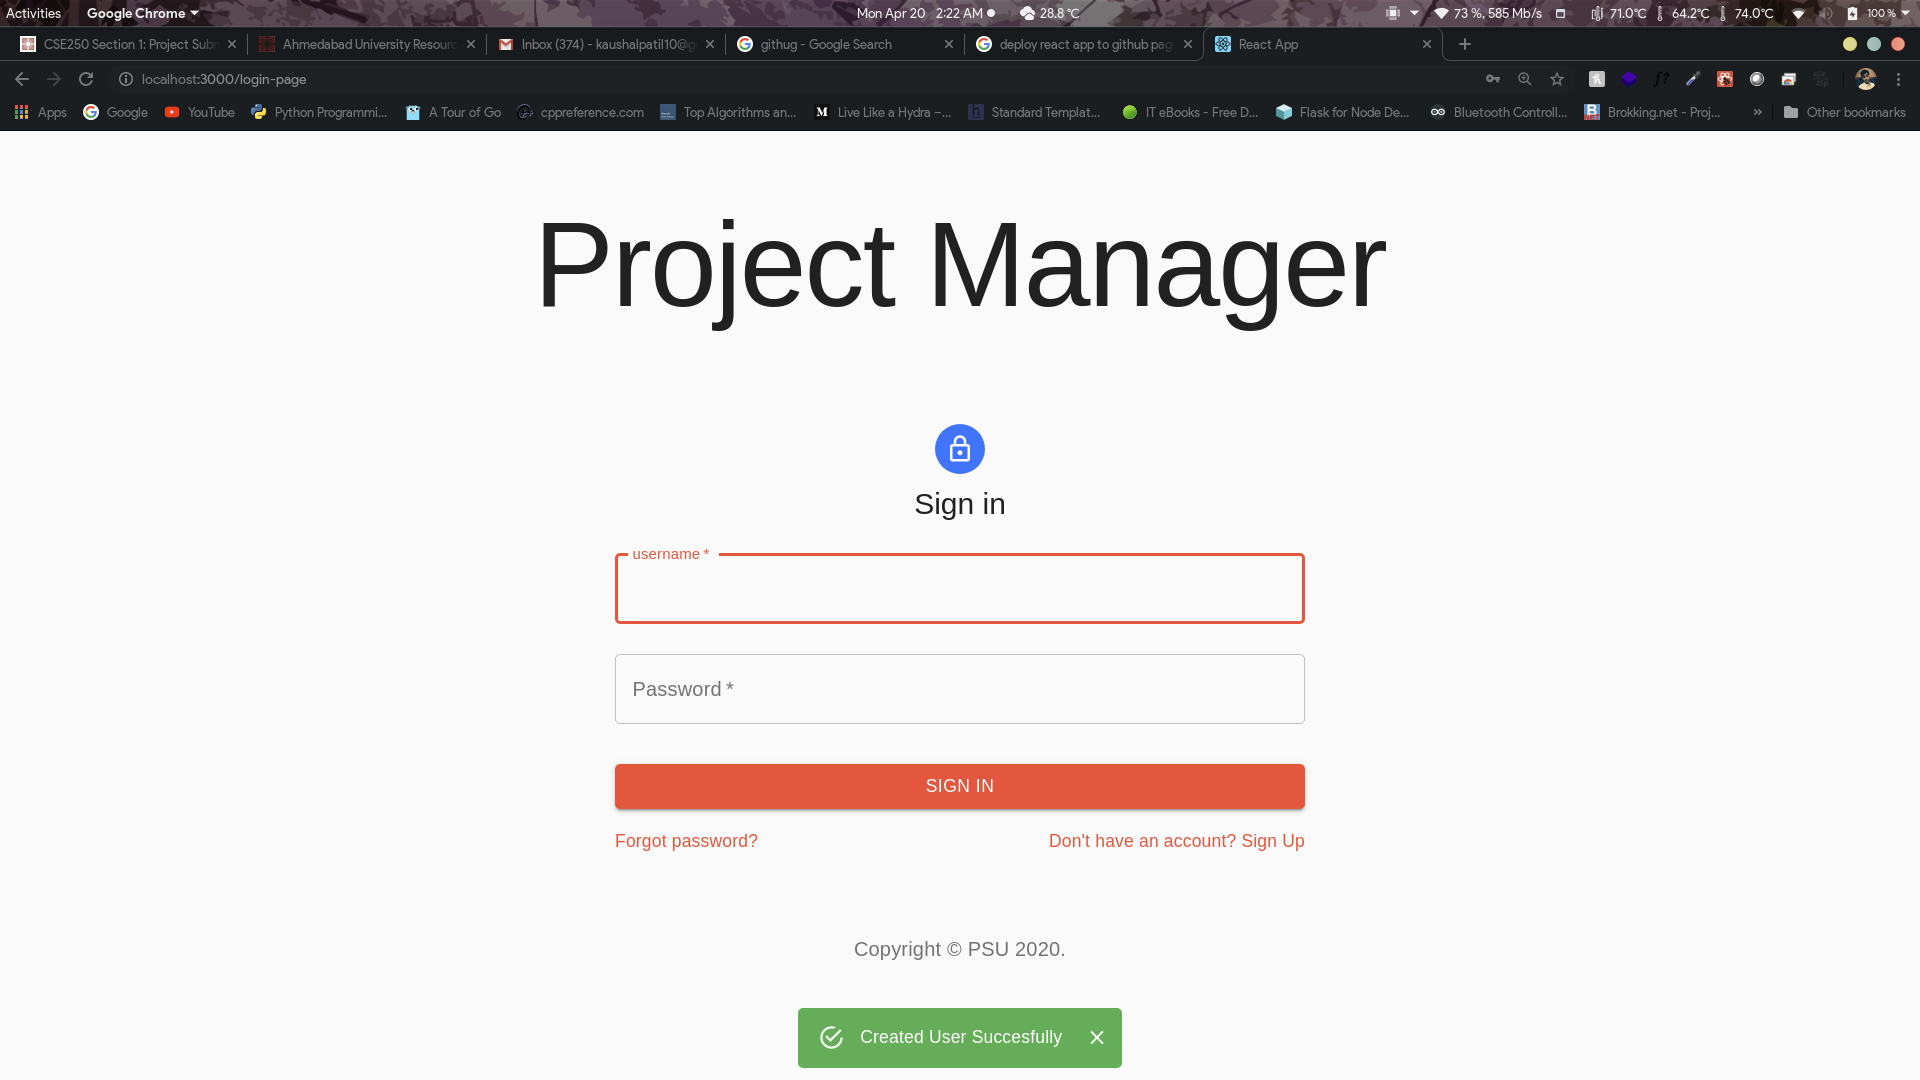 Activities Google Chrome Mon Apr 20 2:22 AM 28.8 °C 73 %, 585 Mb/s 71.0°C 64.2°C 74.0°C 100 %
CSE250 Section 1: Project Subm Ahmedabad University Resourc Inbox (374) - kaushalpatil10@g githug - Google Search deploy react app to github pag React App
localhost:3000/login-page
Apps Google YouTube Python Programmi... A Tour of Go cppreference.com Top Algorithms an... Live Like a Hydra –... Standard Templat... IT eBooks - Free D... Flask for Node De... Bluetooth Controll... Brokking.net - Proj... » Other bookmarks
Project Manager
Sign in
username *
Password *
SIGN IN
Forgot password? Don't have an account? Sign Up
Copyright © PSU 2020.
Created User Succesfully